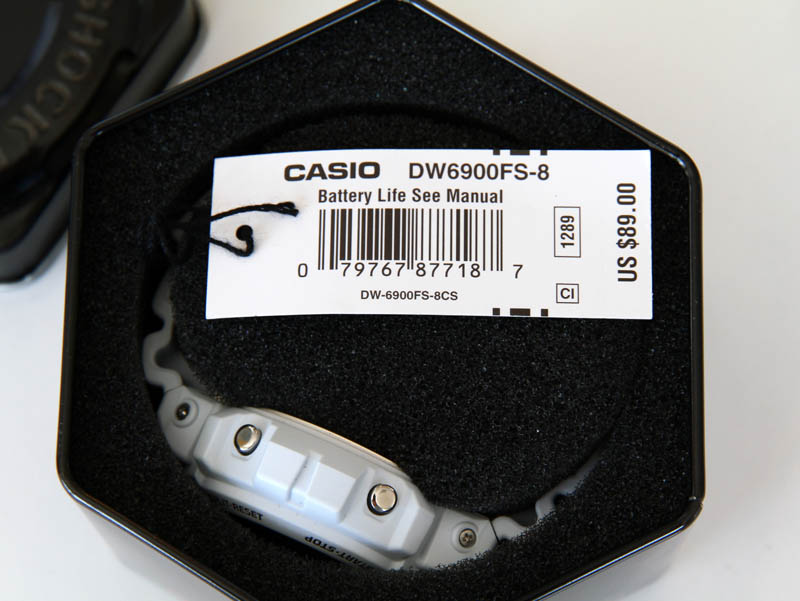 SHOCK
CASIO DW6900FS-8
Battery Life See Manual
0 79767 87718 7
DW-6900FS-8CS
1289
CI
US $89.00
RESET
START-STOP